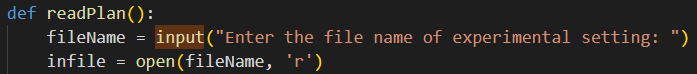 def readPlan():
    fileName = input("Enter the file name of experimental setting: ")
    infile = open(fileName, 'r')